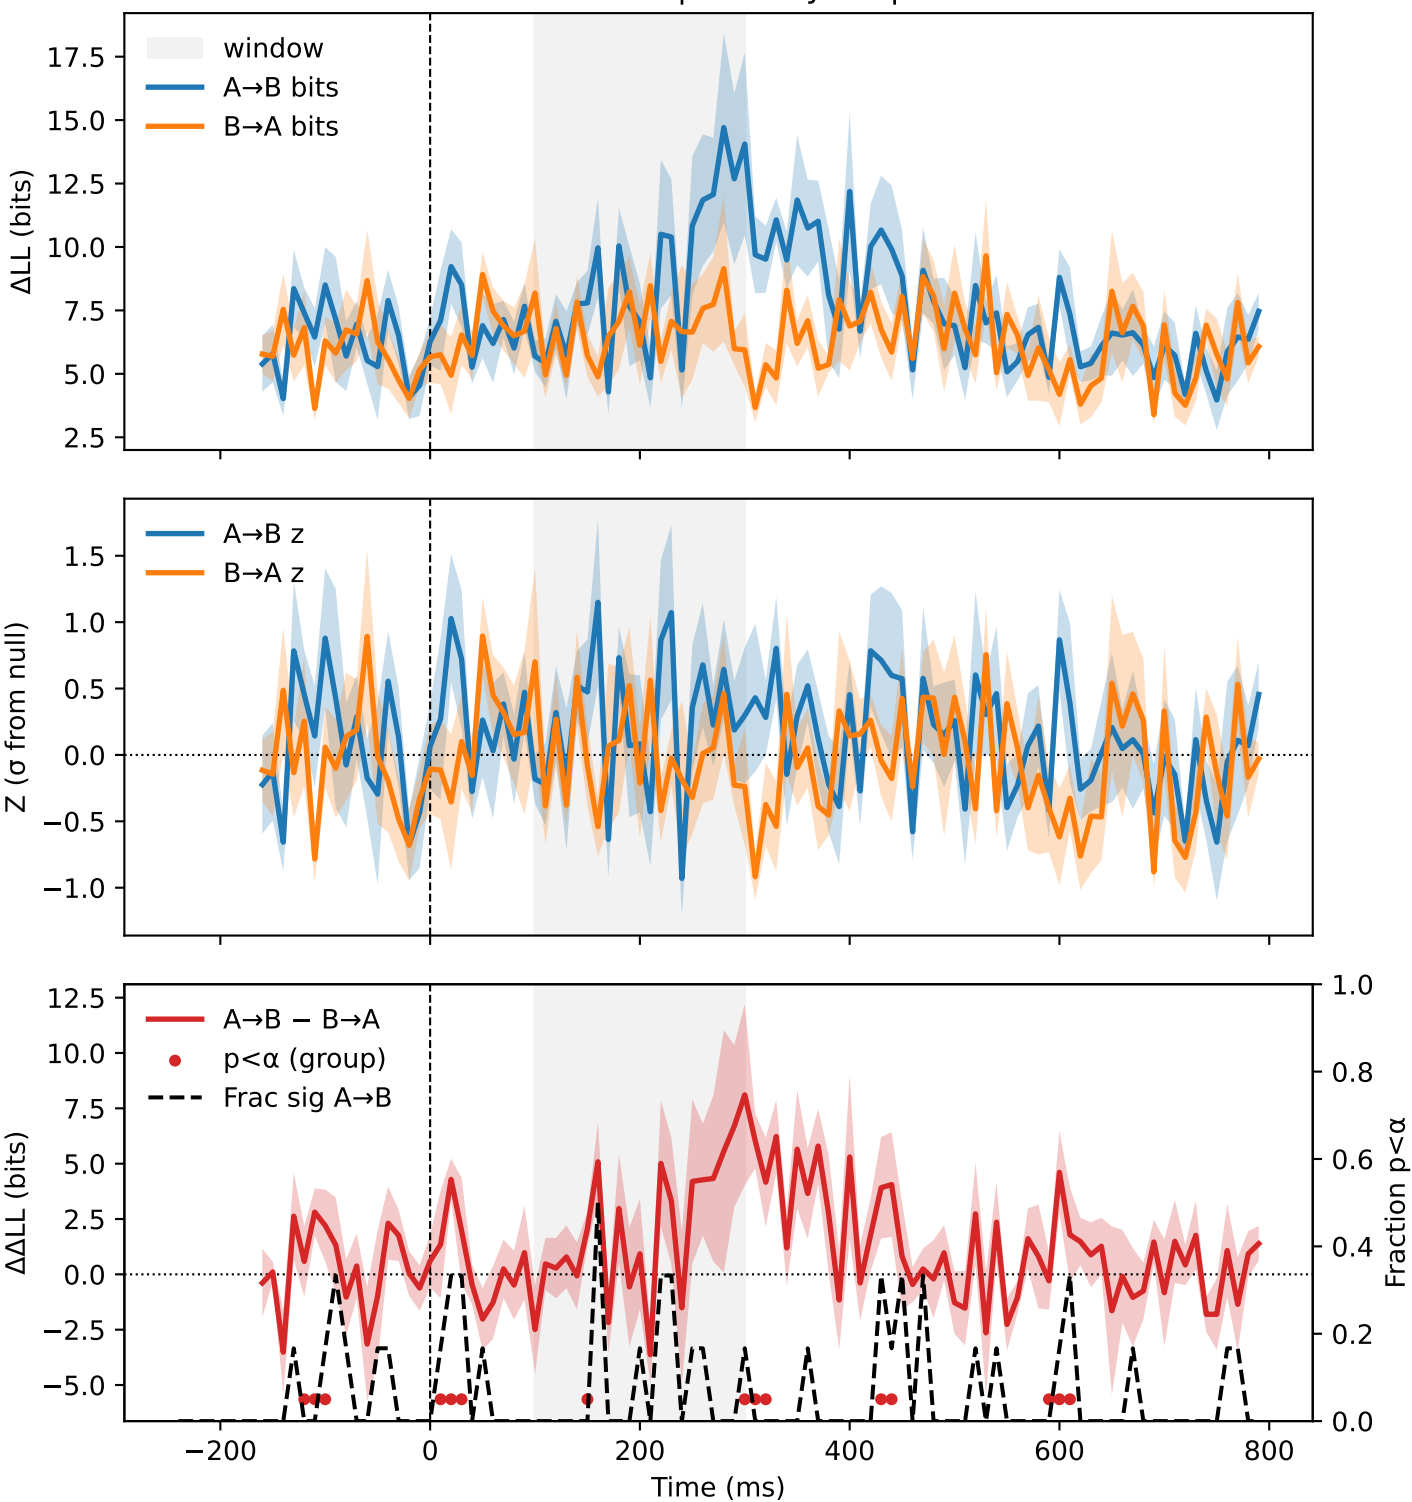 17.5
15.0
12.5
10.0
7.5
5.0
2.5
ΔLL (bits)
window
A→B bits
B→A bits
1.5
1.0
0.5
0.0
−0.5
−1.0
Z (σ from null)
A→B z
B→A z
12.5
10.0
7.5
5.0
2.5
0.0
−2.5
−5.0
ΔΔLL (bits)
A→B − B→A
p<α (group)
Frac sig A→B
1.0
0.8
0.6
0.4
0.2
0.0
Fraction p<α
−200
0
200
400
600
800
Time (ms)